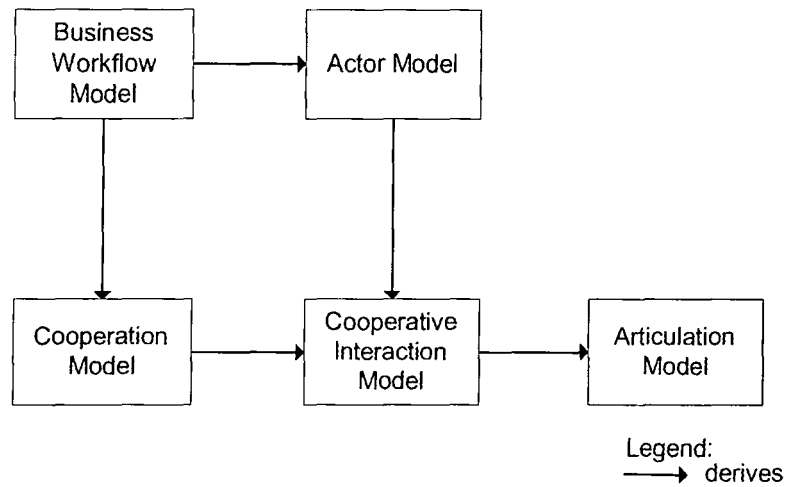 Business
Workflow
Model
Actor Model
Cooperation
Model
Cooperative
Interaction
Model
Articulation
Model
Legend:
derives